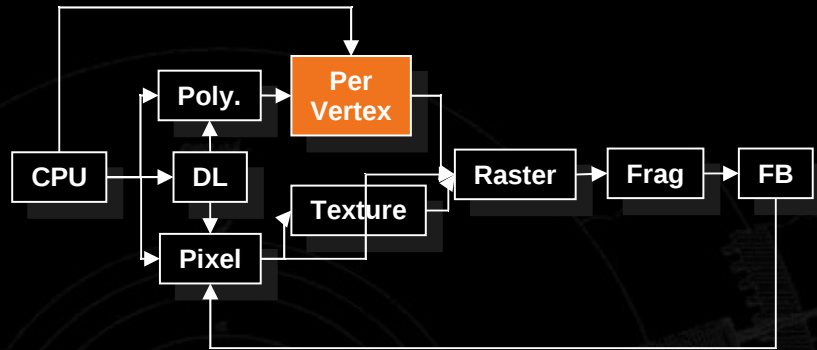 Per
Vertex
Poly.
CPU
DL
Raster
Frag
FB
Texture
Pixel